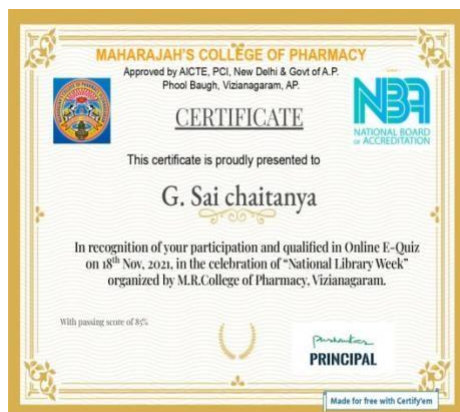 MAHARAJAH'S COLLEGE OF PHARMACY
Approved by AICTE, PCI, New Delhi & Govt of A.P.
Phool Baugh, Vizianagaram, AP.
NBA
NATIONAL BOARD
OF ACCREDITATION
CERTIFICATE
This certificate is proudly presented to
G. Sai chaitanya
In recognition of your participation and qualified in Online E-Quiz
on 18th Nov, 2021, in the celebration of "National Library Week"
organized by M.R.College of Pharmacy, Vizianagaram.
With passing score of 85%
PRINCIPAL
Made for free with Certify'em